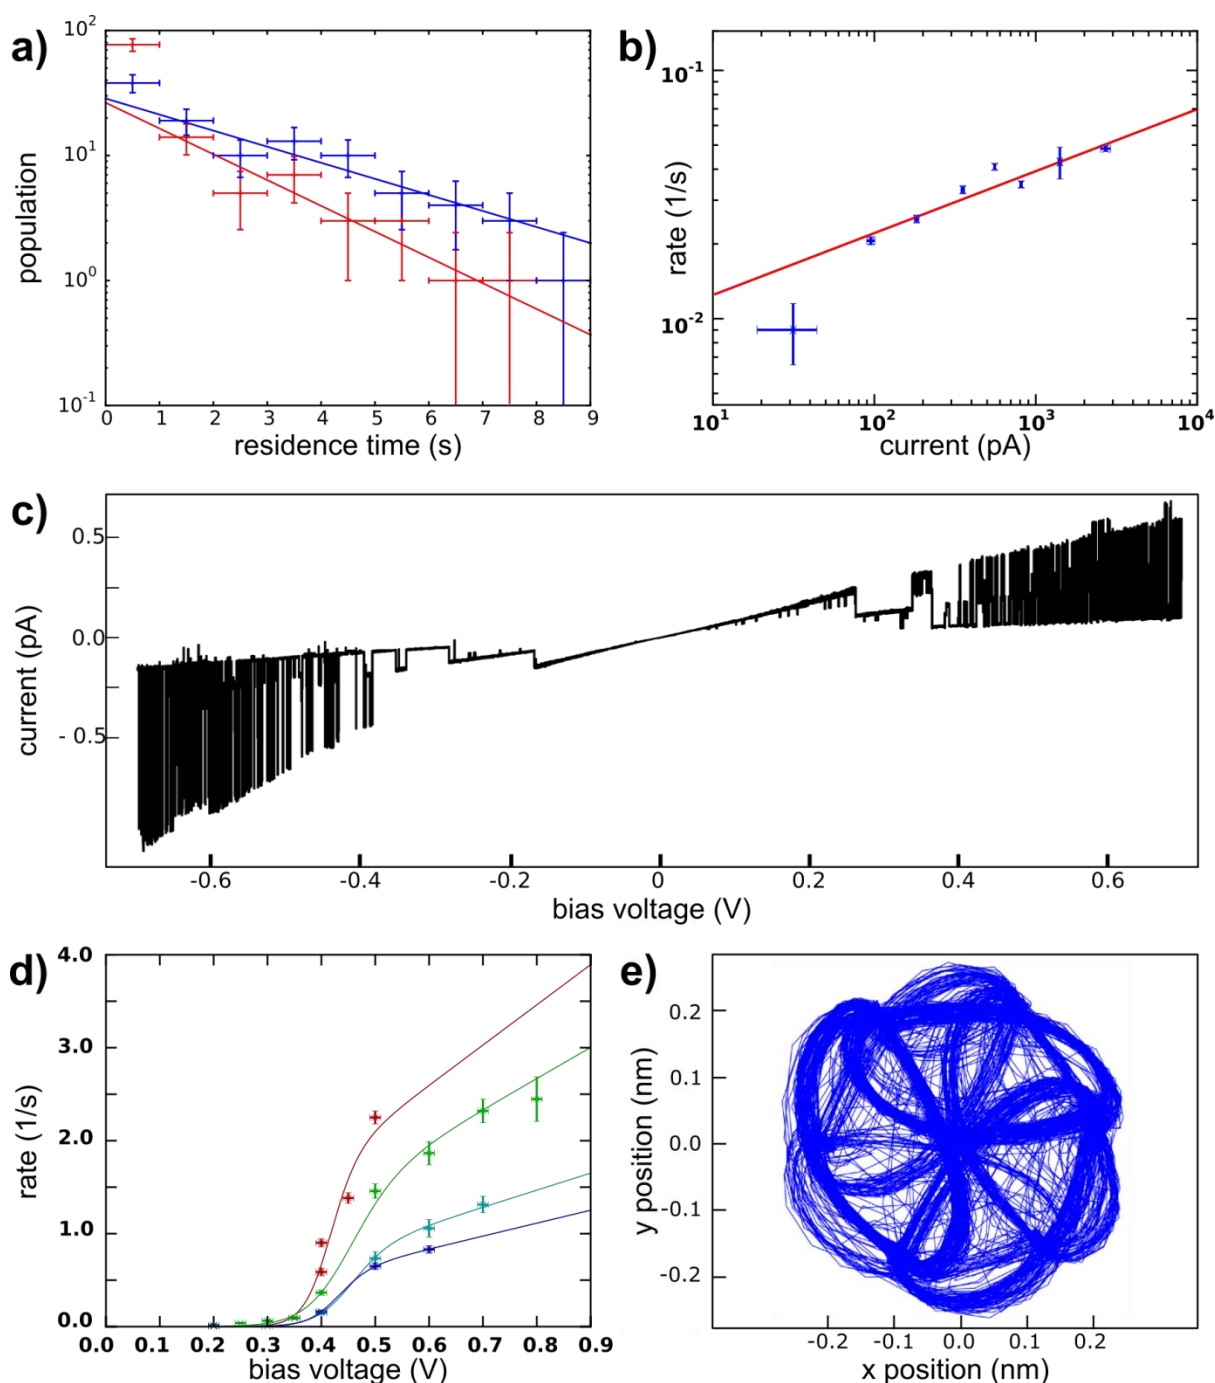 a)
population
10²
10¹
10⁰
10⁻¹
0 1 2 3 4 5 6 7 8 9
residence time (s)
b)
rate (1/s)
10⁻¹
10⁻²
10¹ 10² 10³ 10⁴
current (pA)
c)
current (pA)
0.5
0.0
- 0.5
-0.6 -0.4 -0.2 0 0.2 0.4 0.6
bias voltage (V)
d)
rate (1/s)
4.0
3.0
2.0
1.0
0.0
0.0 0.1 0.2 0.3 0.4 0.5 0.6 0.7 0.8 0.9
bias voltage (V)
e)
y position (nm)
0.2
0.1
0.0
-0.1
-0.2
-0.2 -0.1 0.0 0.1 0.2
x position (nm)